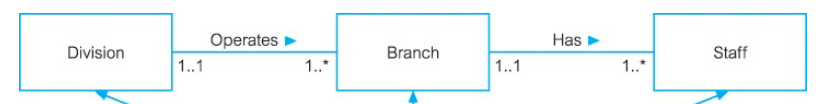 Operates ► Has ►
Division Branch Staff
1..1 1..* 1..1 1..*